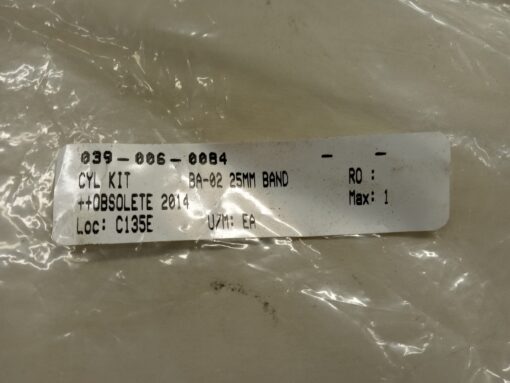 039-006-0084 - -
CYL KIT BA-02 25MM BAND RO :
++OBSOLETE 2014 Max: 1
Loc: C135E U/M: EA